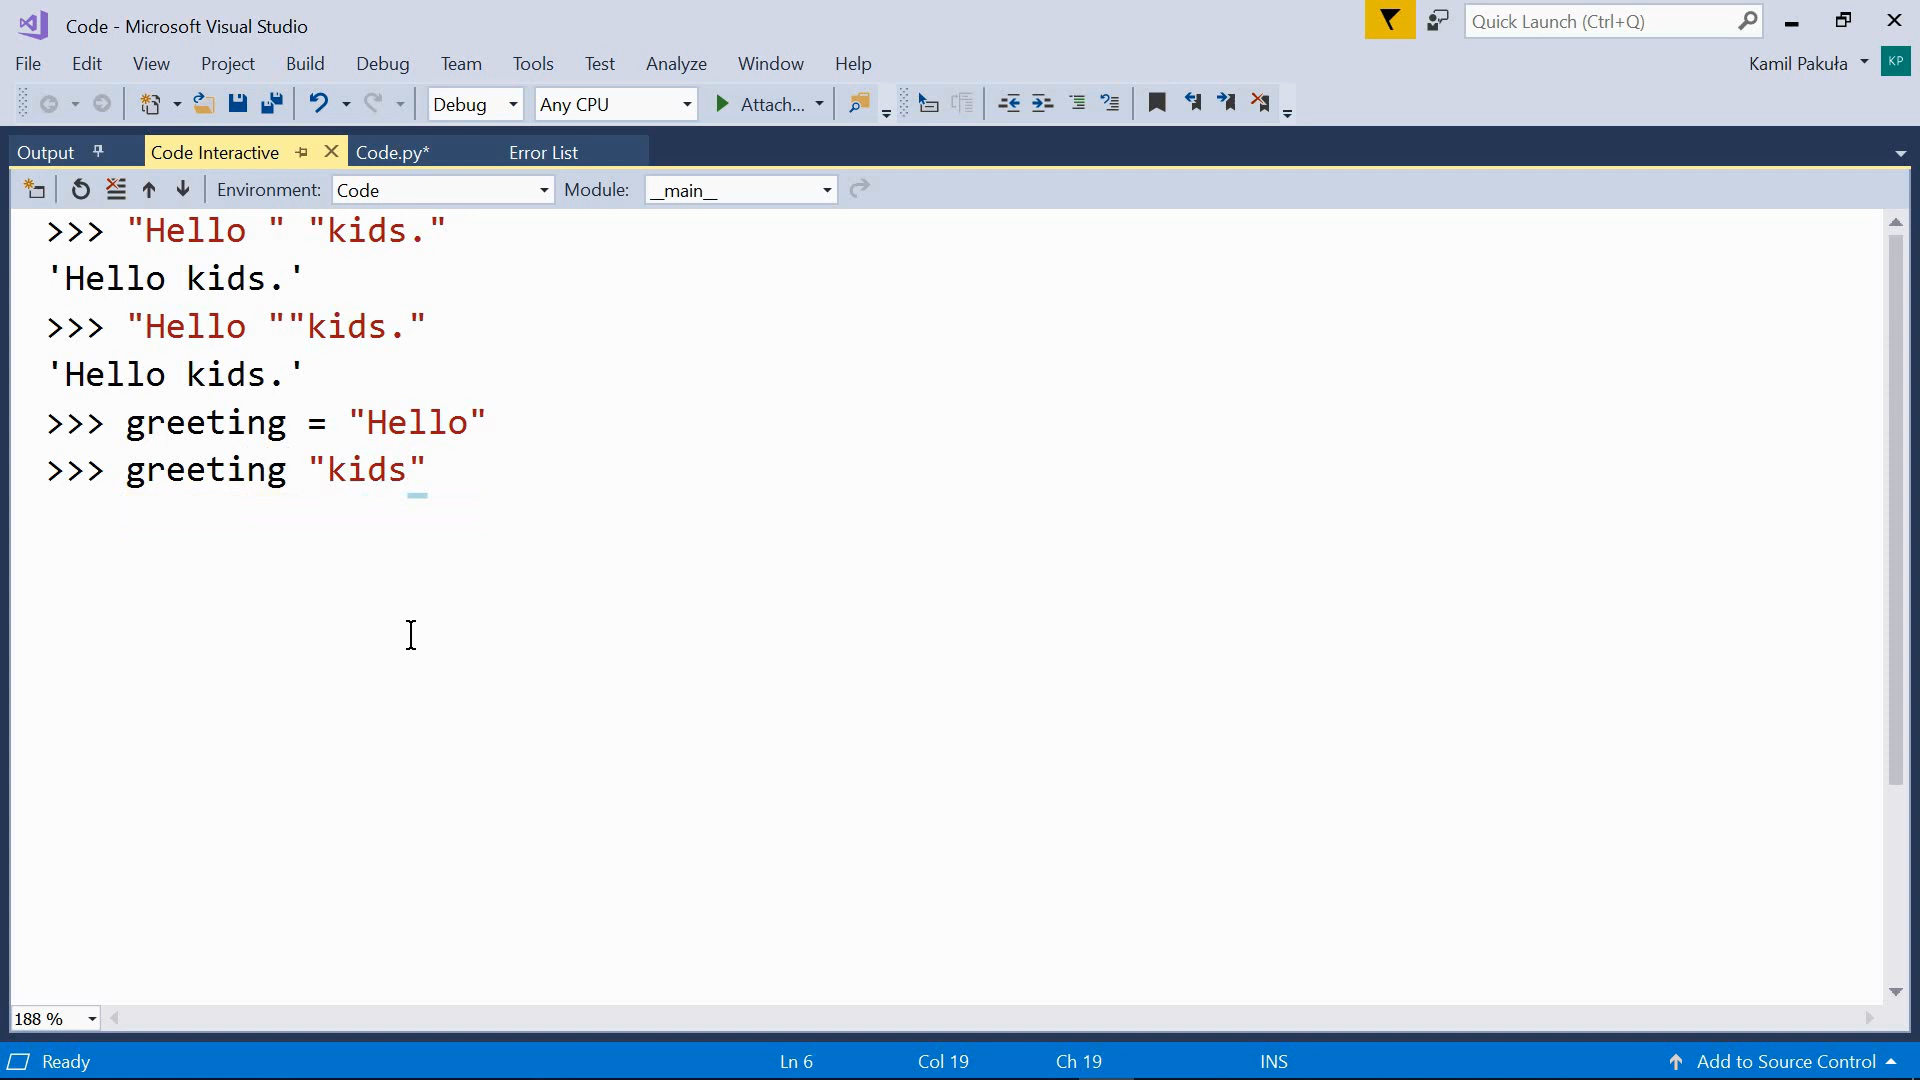 Code - Microsoft Visual Studio
Quick Launch (Ctrl+Q)
File Edit View Project Build Debug Team Tools Test Analyze Window Help
Kamil Pakuła KP
Debug Any CPU Attach...
Output Code Interactive Code.py* Error List
Environment: Code Module: __main__
>>> "Hello " "kids."
'Hello kids.'
>>> "Hello ""kids."
'Hello kids.'
>>> greeting = "Hello"
>>> greeting "kids"
188 %
Ready Ln 6 Col 19 Ch 19 INS Add to Source Control